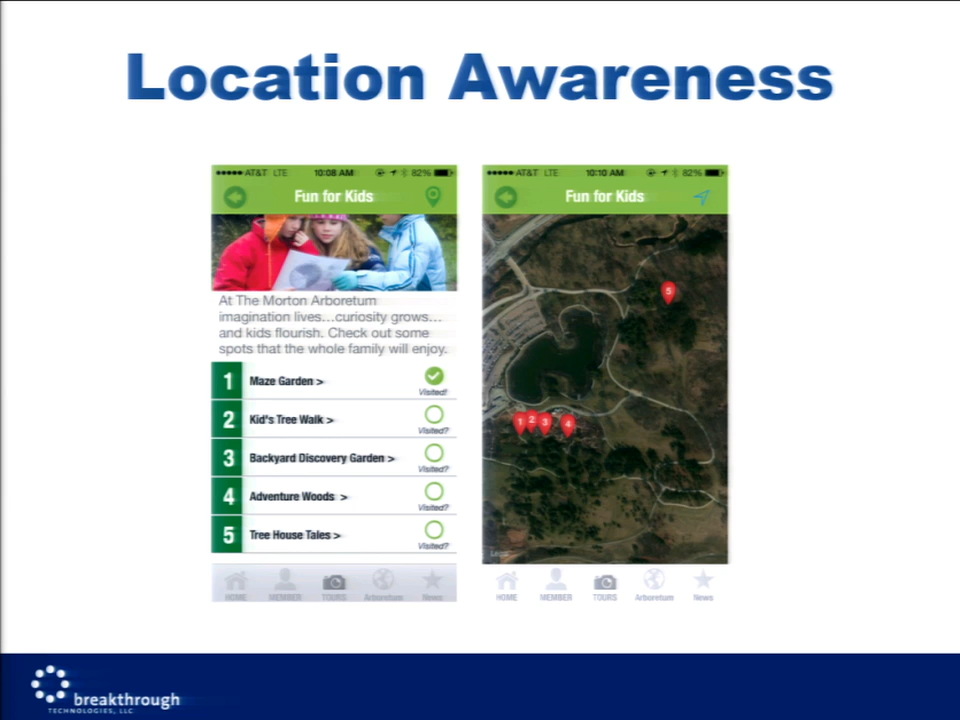 Location Awareness
AT&T LTE 10:08 AM 82%
Fun for Kids
At The Morton Arboretum
imagination lives...curiosity grows...
and kids flourish. Check out some
spots that the whole family will enjoy.
1 Maze Garden > Visited!
2 Kid's Tree Walk > Visited?
3 Backyard Discovery Garden > Visited?
4 Adventure Woods > Visited?
5 Tree House Tales > Visited?
HOME MEMBER TOURS Arboretum News
AT&T LTE 10:10 AM 82%
Fun for Kids
5
1 2 3 4
Legal
HOME MEMBER TOURS Arboretum News
breakthrough
TECHNOLOGIES, LLC